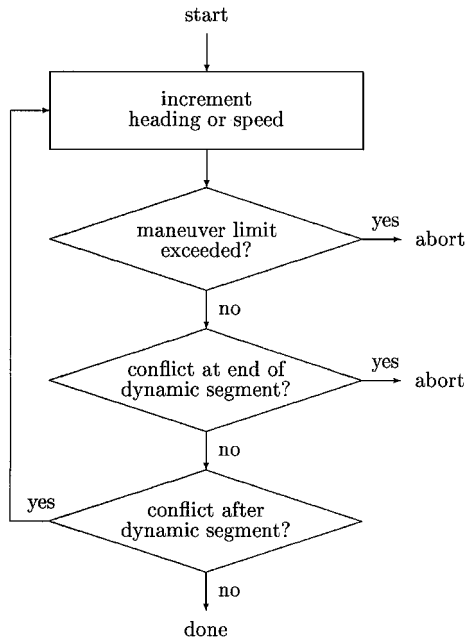 start
increment
heading or speed
maneuver limit
exceeded?
yes
abort
no
conflict at end of
dynamic segment?
yes
abort
no
yes
conflict after
dynamic segment?
no
done